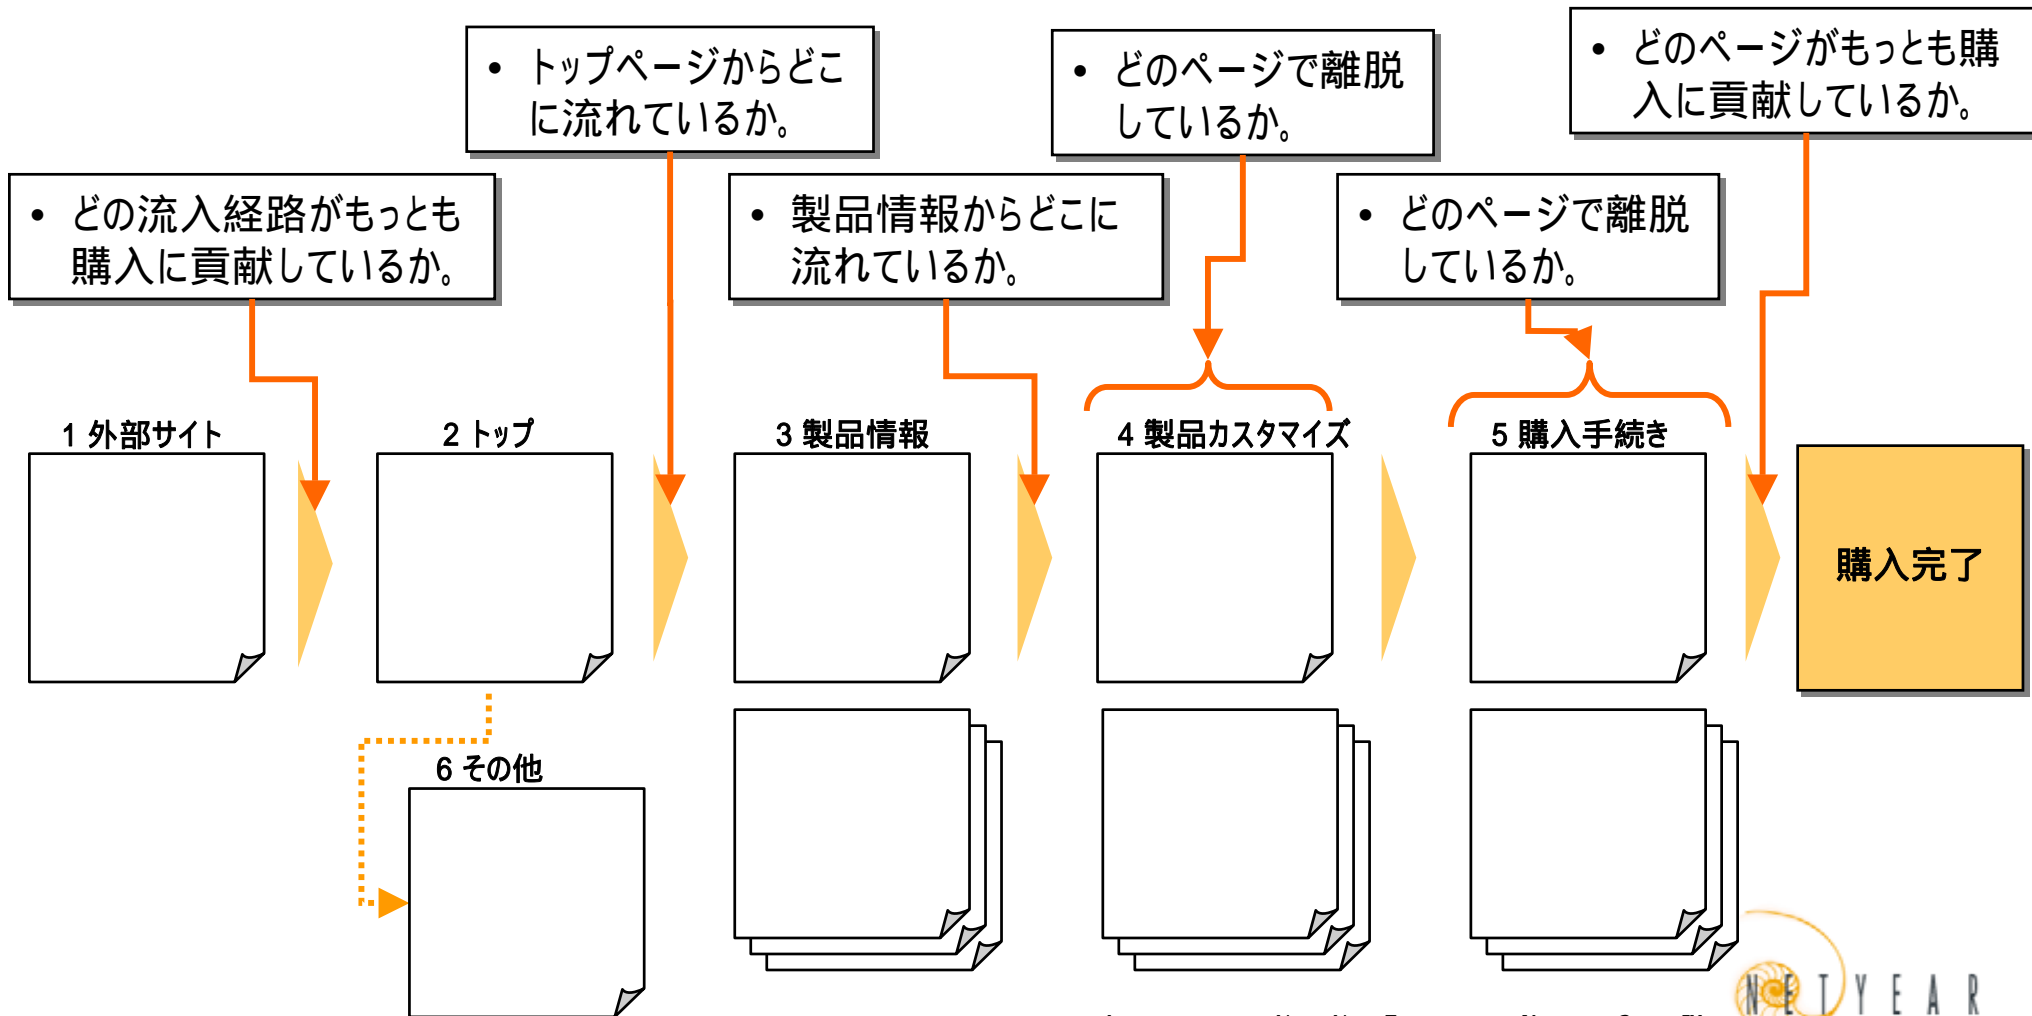 • トップページからどこ
に流れているか。
• どのページで離脱
しているか。
• どのページがもっとも購
入に貢献しているか。
• どの流入経路がもっとも
購入に貢献しているか。
• 製品情報からどこに
流れているか。
• どのページで離脱
しているか。
1 外部サイト
2 トップ
3 製品情報
4 製品カスタマイズ
5 購入手続き
購入完了
6 その他
NETYEAR